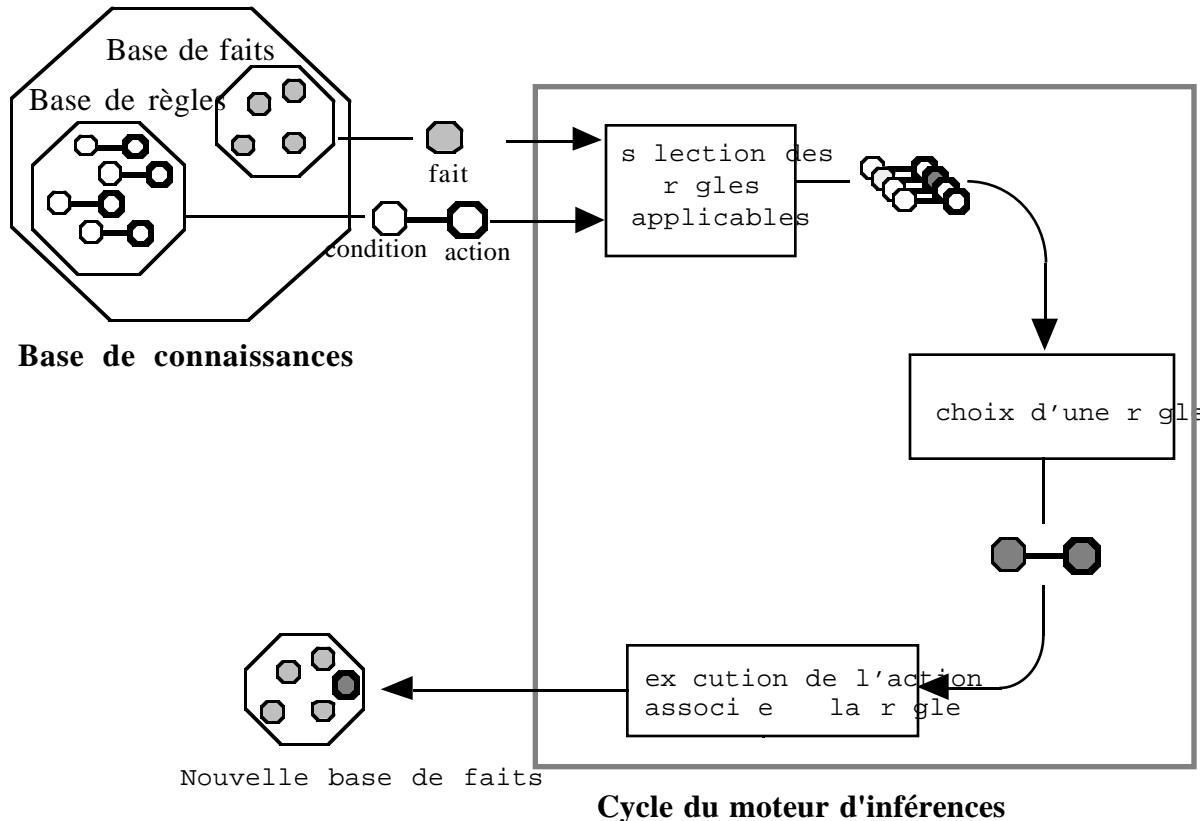 Base de faits
Base de règles
fait
condition action
Base de connaissances
s lection des
r gles
applicables
choix d'une r gle
ex cution de l'action
associ e la r gle
Nouvelle base de faits
Cycle du moteur d'inférences